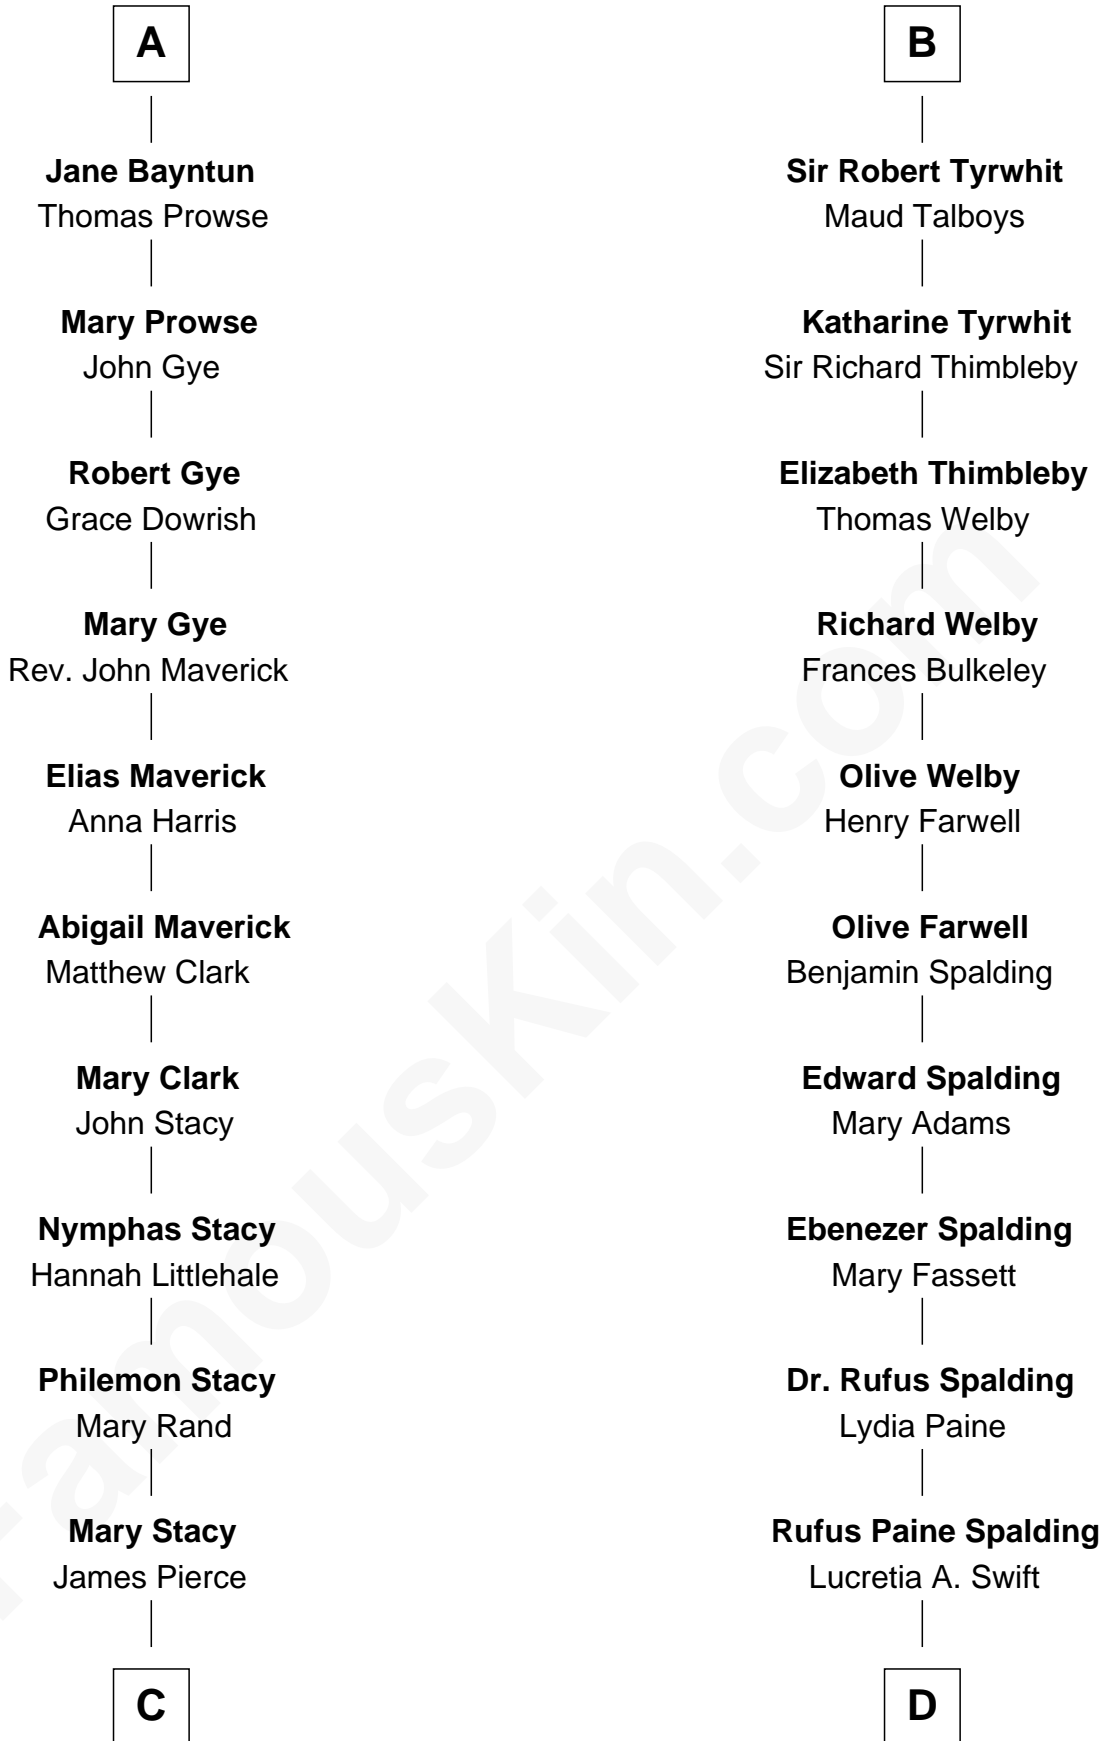 A
Jane Bayntun
Thomas Prowse
Mary Prowse
John Gye
Robert Gye
Grace Dowrish
Mary Gye
Rev. John Maverick
Elias Maverick
Anna Harris
Abigail Maverick
Matthew Clark
Mary Clark
John Stacy
Nymphas Stacy
Hannah Littlehale
Philemon Stacy
Mary Rand
Mary Stacy
James Pierce
C
B
Sir Robert Tyrwhit
Maud Talboys
Katharine Tyrwhit
Sir Richard Thimbleby
Elizabeth Thimbleby
Thomas Welby
Richard Welby
Frances Bulkeley
Olive Welby
Henry Farwell
Olive Farwell
Benjamin Spalding
Edward Spalding
Mary Adams
Ebenezer Spalding
Mary Fassett
Dr. Rufus Spalding
Lydia Paine
Rufus Paine Spalding
Lucretia A. Swift
D
FamousKin.com